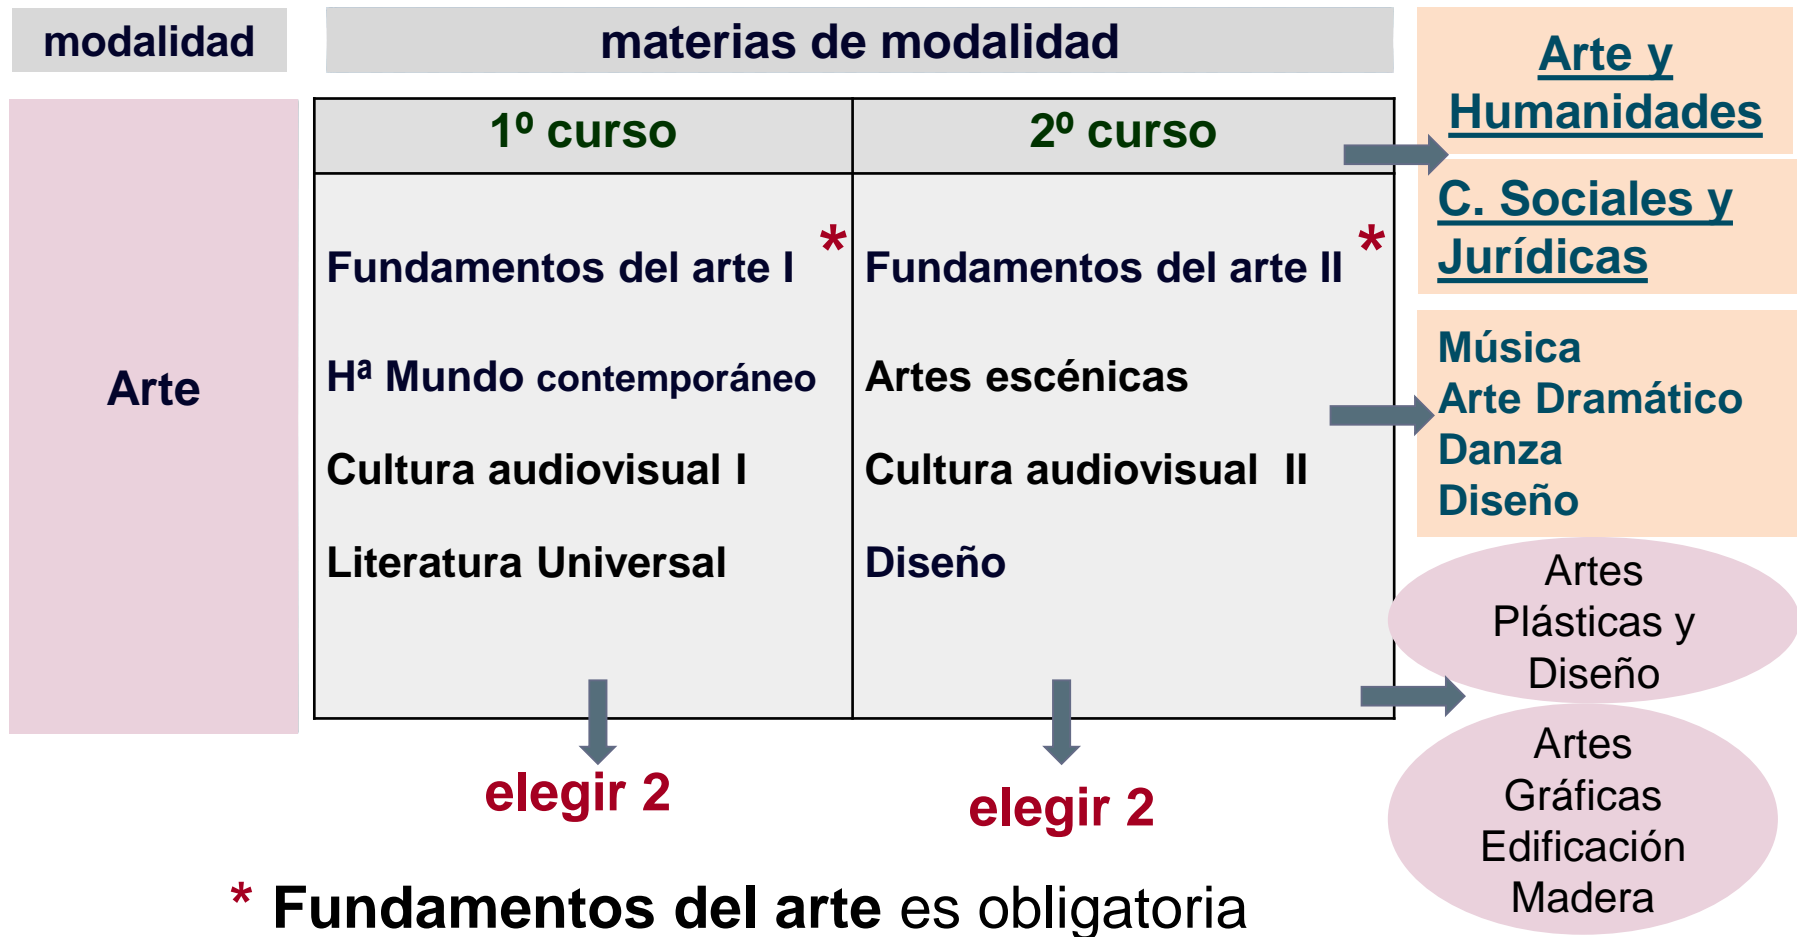 modalidad
materias de modalidad
Arte
1º curso
2º curso
Fundamentos del arte I *
Hª Mundo contemporáneo
Cultura audiovisual I
Literatura Universal
Fundamentos del arte II *
Artes escénicas
Cultura audiovisual II
Diseño
elegir 2
elegir 2
* Fundamentos del arte es obligatoria
Arte y
Humanidades
C. Sociales y
Jurídicas
Música
Arte Dramático
Danza
Diseño
Artes
Plásticas y
Diseño
Artes
Gráficas
Edificación
Madera